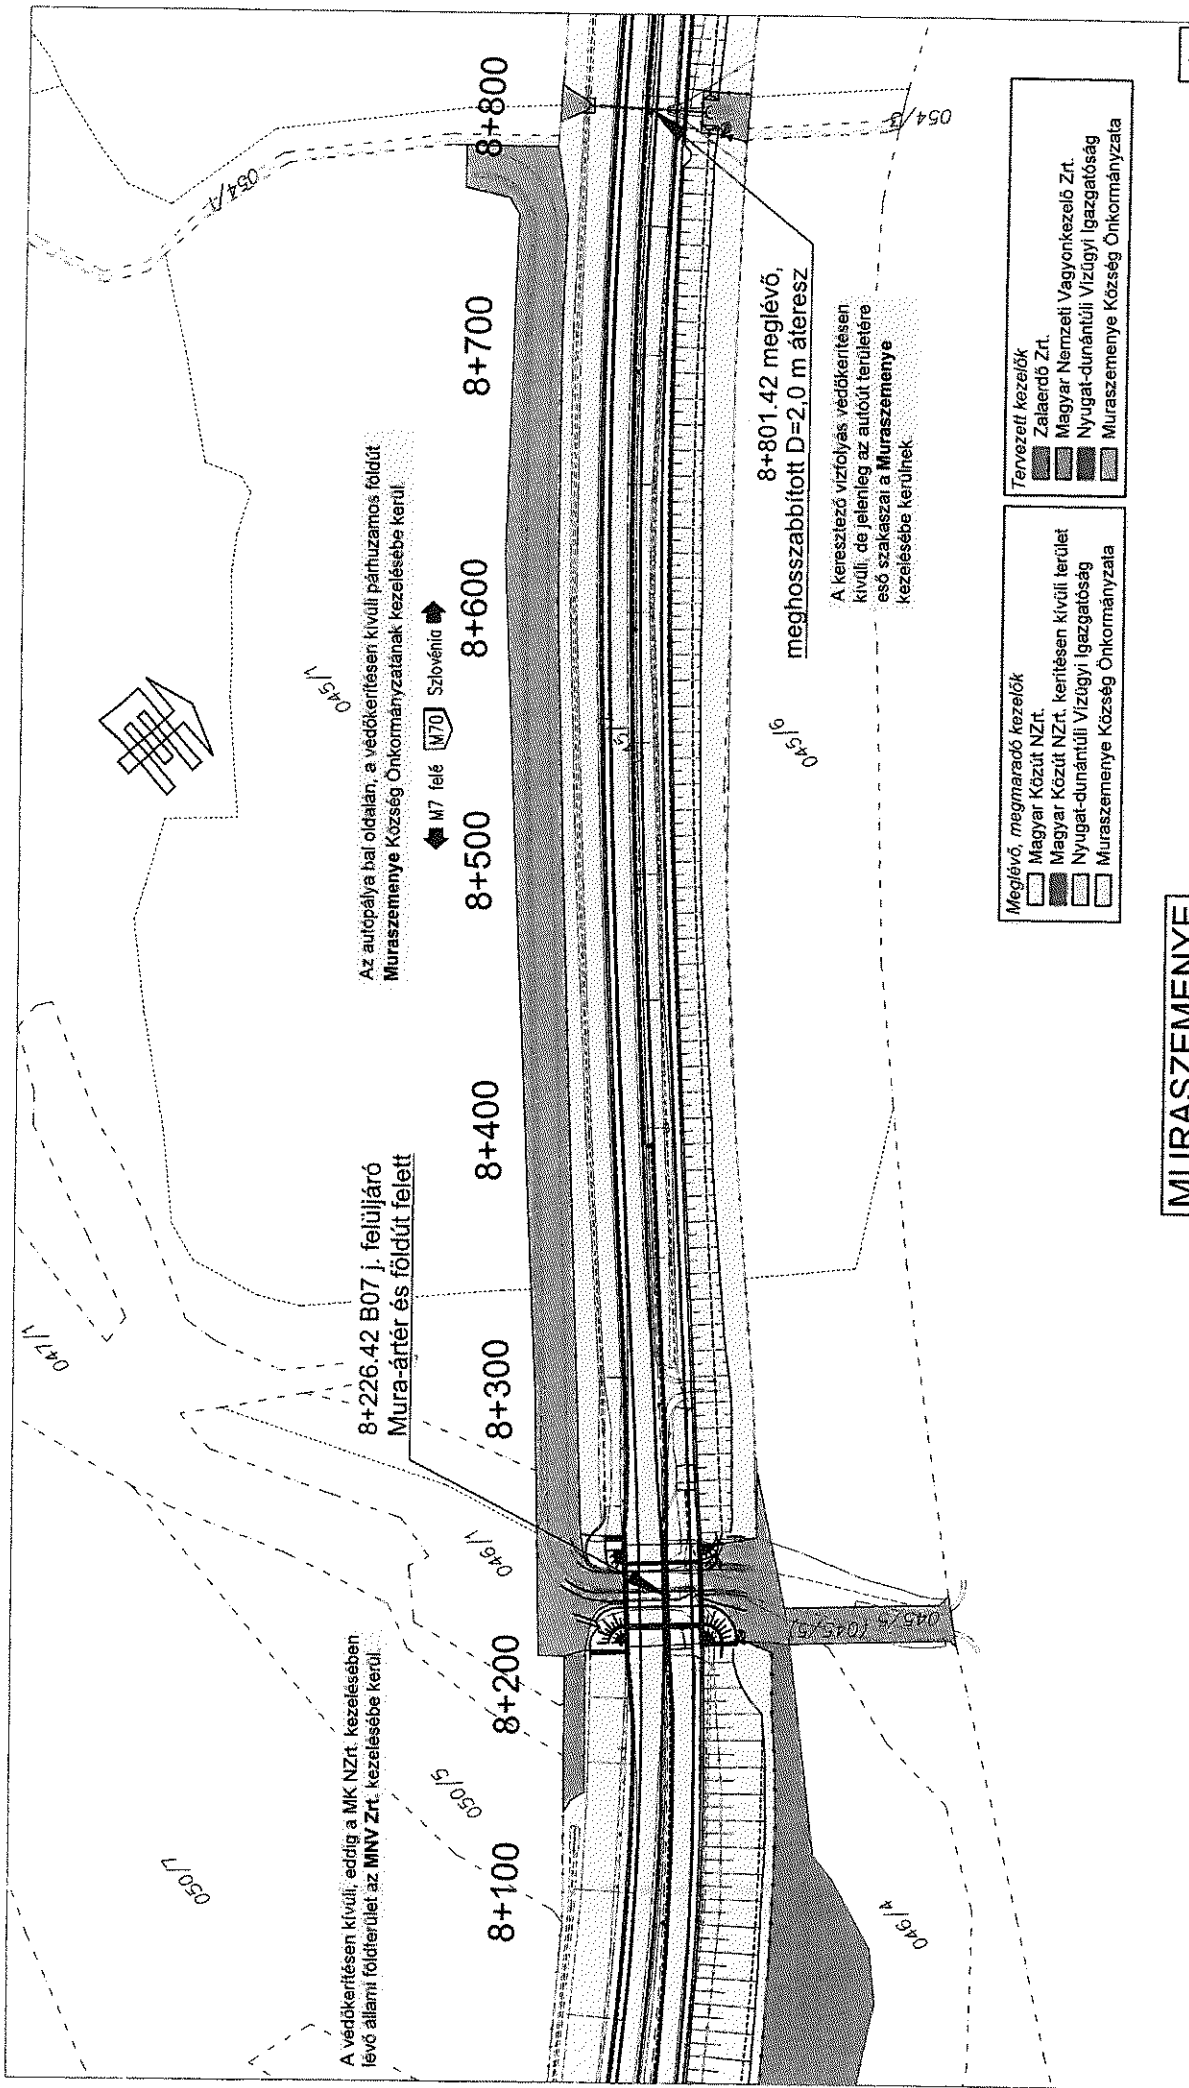 A védőkerítésen kívüli, eddig a MK NZrt. kezelésében
lévő állami földterület az MNV Zrt. kezelésébe kerül.
8+226.42 B07 j. felüljáró
Mura-ártér és földút felett
Az autópálya bal oldalán, a védőkerítésen kívüli párhuzamos földút
Muraszemenye Község Önkormányzatának kezelésébe kerül
M7 felé M70 Szlovénia
050/7
050/5
047/1
046/1
045/1
054/1
8+100
8+200
8+300
8+400
8+500
8+600
8+700
8+800
046/4
045/5
(045/5)
045/6
054/3
8+801.42 meglévő,
meghosszabbított D=2,0 m áteresz
A keresztező vízfolyás védőkerítésen
kívüli, de jelenleg az autóút területére
eső szakaszai a Muraszemenye
kezelésébe kerülnek
Meglévő, megmaradó kezelők
Magyar Közút NZrt.
Magyar Közút NZrt. kerítésen kívüli terület
Nyugat-dunántúli Vízügyi Igazgatóság
Muraszemenye Község Önkormányzata
Tervezett kezelők
Zalaerdő Zrt.
Magyar Nemzeti Vagyonkezelő Zrt.
Nyugat-dunántúli Vízügyi Igazgatóság
Muraszemenye Község Önkormányzata
MURASZEMENYE